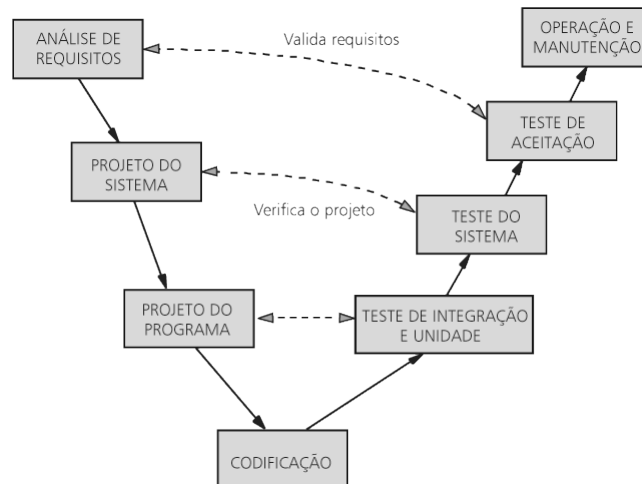 ANÁLISE DE
REQUISITOS
Valida requisitos
OPERAÇÃO E
MANUTENÇÃO
TESTE DE
ACEITAÇÃO
PROJETO DO
SISTEMA
Verifica o projeto
TESTE DO
SISTEMA
PROJETO DO
PROGRAMA
TESTE DE INTEGRAÇÃO
E UNIDADE
CODIFICAÇÃO